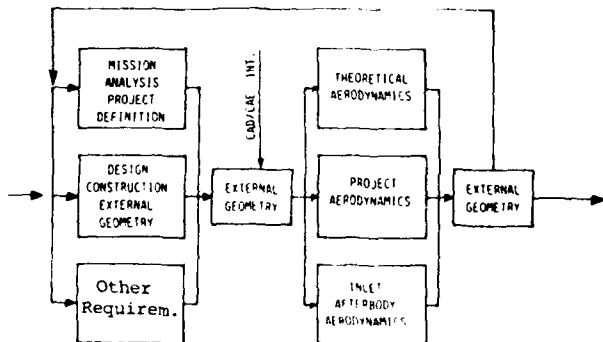 MISSION
ANALYSIS
PROJECT
DEFINITION
DESIGN
CONSTRUCTION
EXTERNAL
GEOMETRY
Other
Requirem.
EXTERNAL
GEOMETRY
CAD/CAE INT.
THEORETICAL
AERODYNAMICS
PROJECT
AERODYNAMICS
INLET
AFTERBODY
AERODYNAMICS
EXTERNAL
GEOMETRY